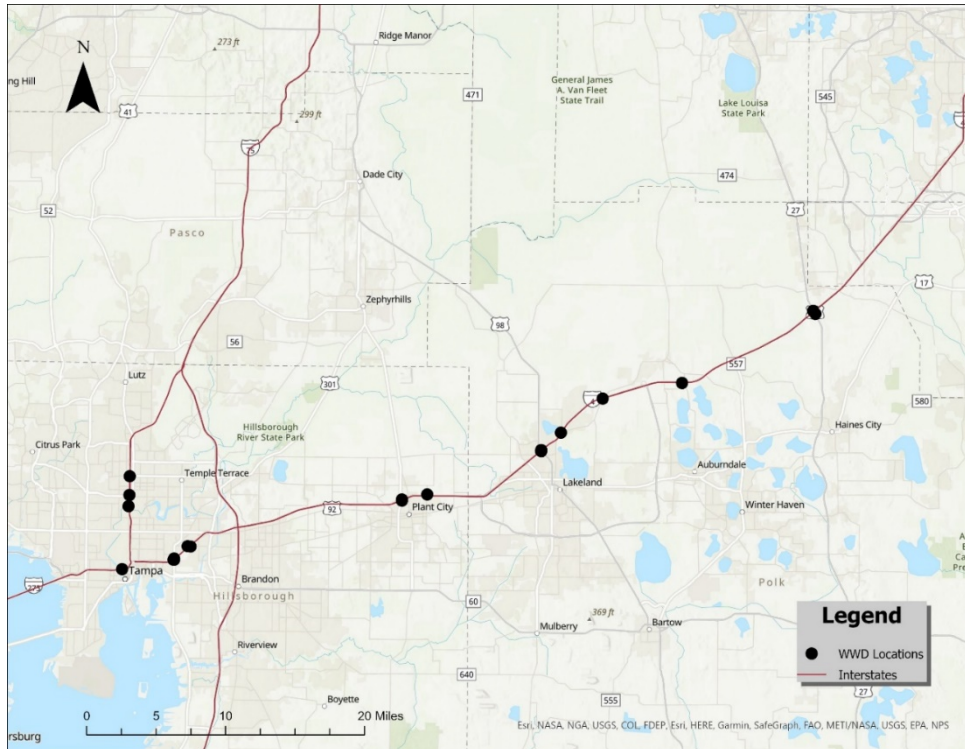 273 ft
Ridge Manor
N
ng Hill
General James
A. Van Fleet
State Trail
Lake Louisa
State Park
471
545
41
299 ft
75
4
Dade City
474
52
27
Pasco
17
Zephyrhills
98
56
557
Lutz
301
4
580
Hillsborough
River State Park
Haines City
Citrus Park
Temple Terrace
Auburndale
Lakeland
92
Plant City
Winter Haven
Tampa
275
Brandon
Hillsborough
Polk
60
369 ft
Mulberry
Bartow
Riverview
640
Boyette
555
27
Legend
WWD Locations
Interstates
0 5 10 20 Miles
Esri, NASA, NGA, USGS, COL, FDEP, Esri, HERE, Garmin, SafeGraph, FAO, METI/NASA, USGS, EPA, NPS
ersburg